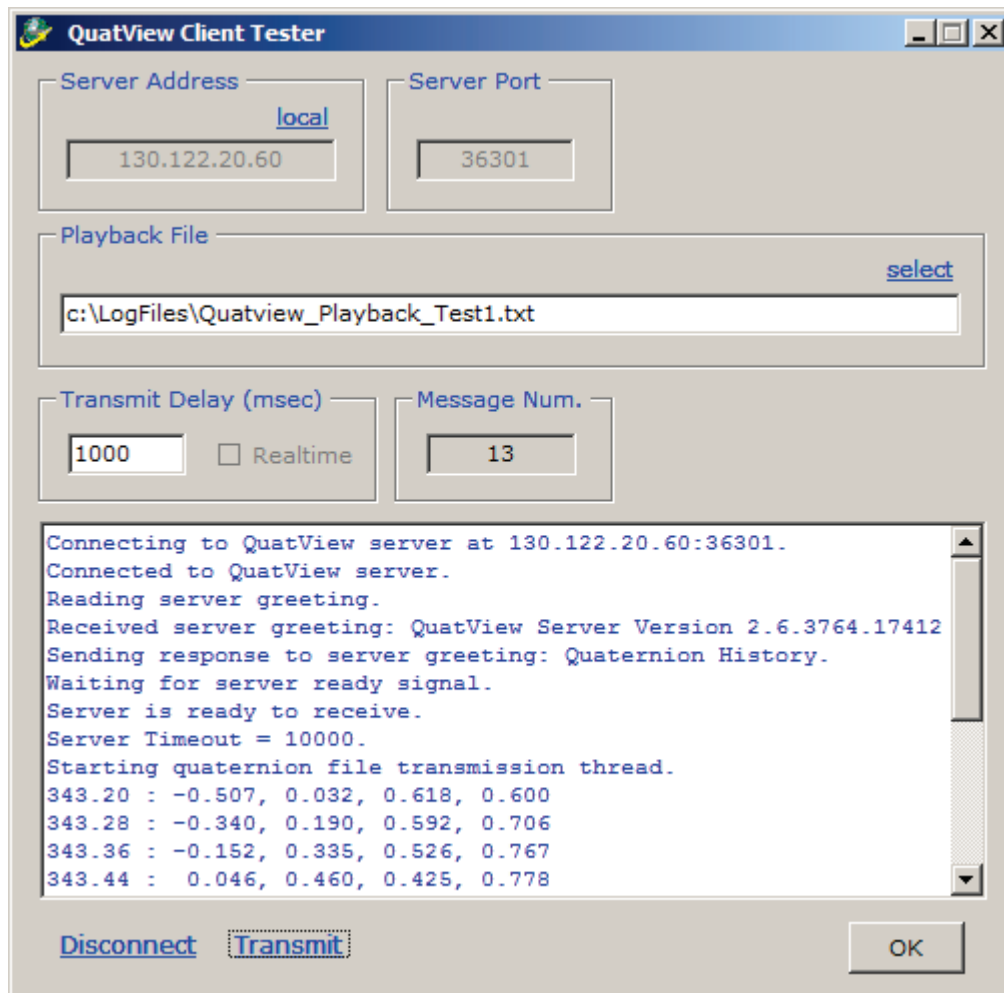 QuatView Client Tester
Server Address
Server Port
local
130.122.20.60
36301
Playback File
select
c:\LogFiles\Quatview_Playback_Test1.txt
Transmit Delay (msec)
Message Num.
1000
Realtime
13
Connecting to QuatView server at 130.122.20.60:36301.
Connected to QuatView server.
Reading server greeting.
Received server greeting: QuatView Server Version 2.6.3764.17412
Sending response to server greeting: Quaternion History.
Waiting for server ready signal.
Server is ready to receive.
Server Timeout = 10000.
Starting quaternion file transmission thread.
343.20 : -0.507, 0.032, 0.618, 0.600
343.28 : -0.340, 0.190, 0.592, 0.706
343.36 : -0.152, 0.335, 0.526, 0.767
343.44 :  0.046, 0.460, 0.425, 0.778
Disconnect
Transmit
OK